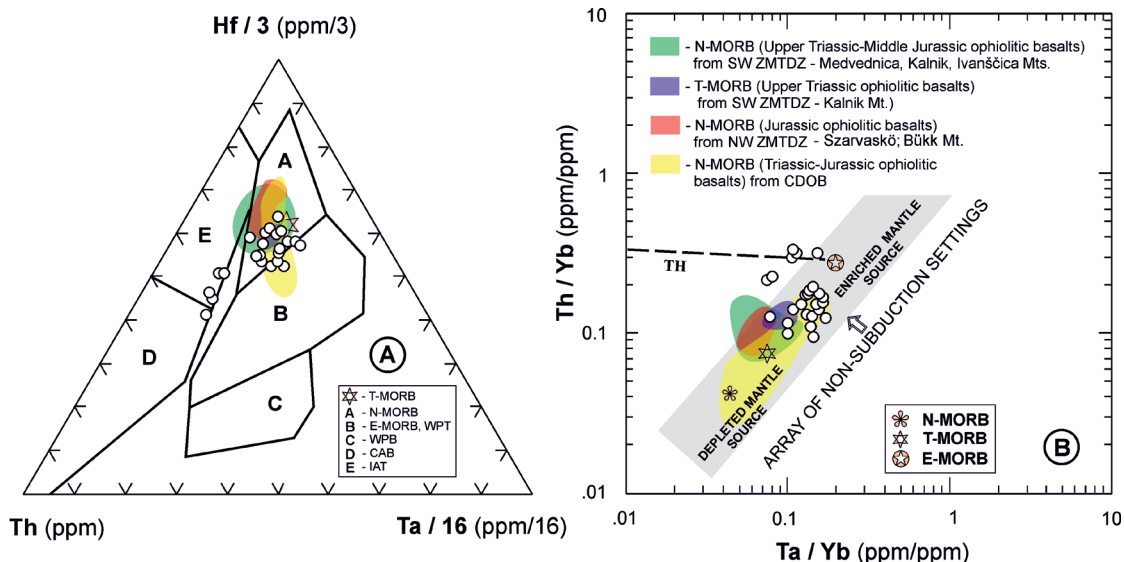 Hf / 3 (ppm/3)
A
E
B
D
C
A
- T-MORB
A - N-MORB
B - E-MORB, WPT
C - WPB
D - CAB
E - IAT
Th (ppm)
Ta / 16 (ppm/16)
10
1
0.1
.01
Th / Yb (ppm/ppm)
- N-MORB (Upper Triassic-Middle Jurassic ophiolitic basalts)
from SW ZMTDZ - Medvednica, Kalnik, Ivanščica Mts.
- T-MORB (Upper Triassic ophiolitic basalts)
from SW ZMTDZ - Kalnik Mt.)
- N-MORB (Jurassic ophiolitic basalts)
from NW ZMTDZ - Szarvaskö; Bükk Mt.
- N-MORB (Triassic-Jurassic ophiolitic
basalts) from CDOB
TH
ENRICHED MANTLE
SOURCE
DEPLETED MANTLE
SOURCE
ARRAY OF NON-SUBDUCTION SETTINGS
N-MORB
T-MORB
E-MORB
B
.01
0.1
1
10
Ta / Yb (ppm/ppm)